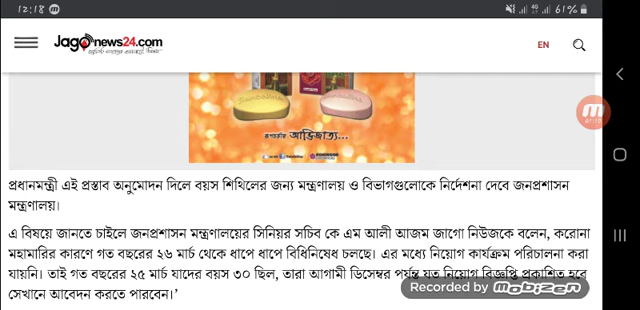 12:18
61%
Jagonews24.com
EN
রূপচর্চায় আভিজাত্য...
প্রধানমন্ত্রী এই প্রস্তাব অনুমোদন দিলে বয়স শিথিলের জন্য মন্ত্রণালয় ও বিভাগগুলোকে নির্দেশনা দেবে জনপ্রশাসন
মন্ত্রণালয়।
এ বিষয়ে জানতে চাইলে জনপ্রশাসন মন্ত্রণালয়ের সিনিয়র সচিব কে এম আলী আজম জাগো নিউজকে বলেন, করোনা
মহামারির কারণে গত বছরের ২৬ মার্চ থেকে ধাপে ধাপে বিধিনিষেধ চলছে। এর মধ্যে নিয়োগ কার্যক্রম পরিচালনা করা
যায়নি। তাই গত বছরের ২৫ মার্চ যাদের বয়স ৩০ ছিল, তারা আগামী ডিসেম্বর পর্যন্ত যত নিয়োগ বিজ্ঞপ্তি প্রকাশিত হবে
সেখানে আবেদন করতে পারবেন।’
Recorded by mobizen